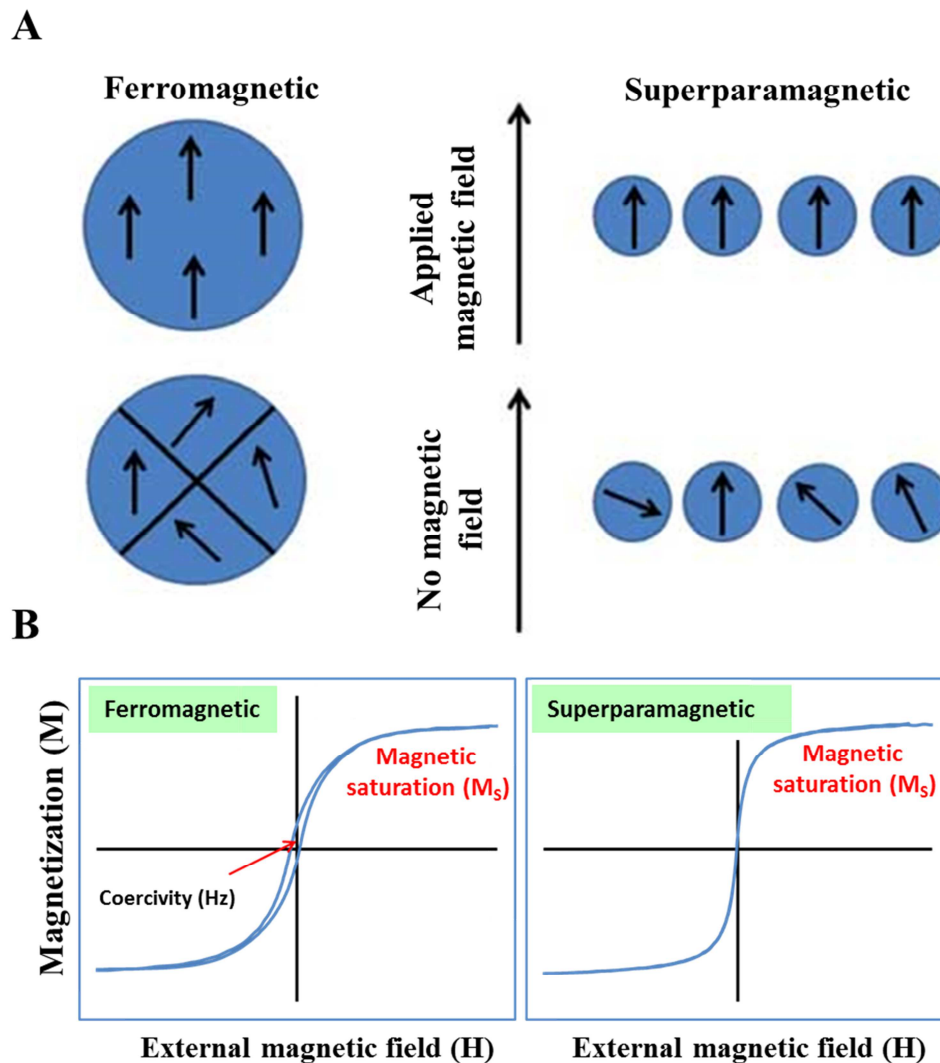 A
Ferromagnetic
Superparamagnetic
Applied
magnetic field
No magnetic
field
B
Ferromagnetic
Magnetic
saturation (MS)
Coercivity (Hz)
Superparamagnetic
Magnetic
saturation (MS)
Magnetization (M)
External magnetic field (H)
External magnetic field (H)